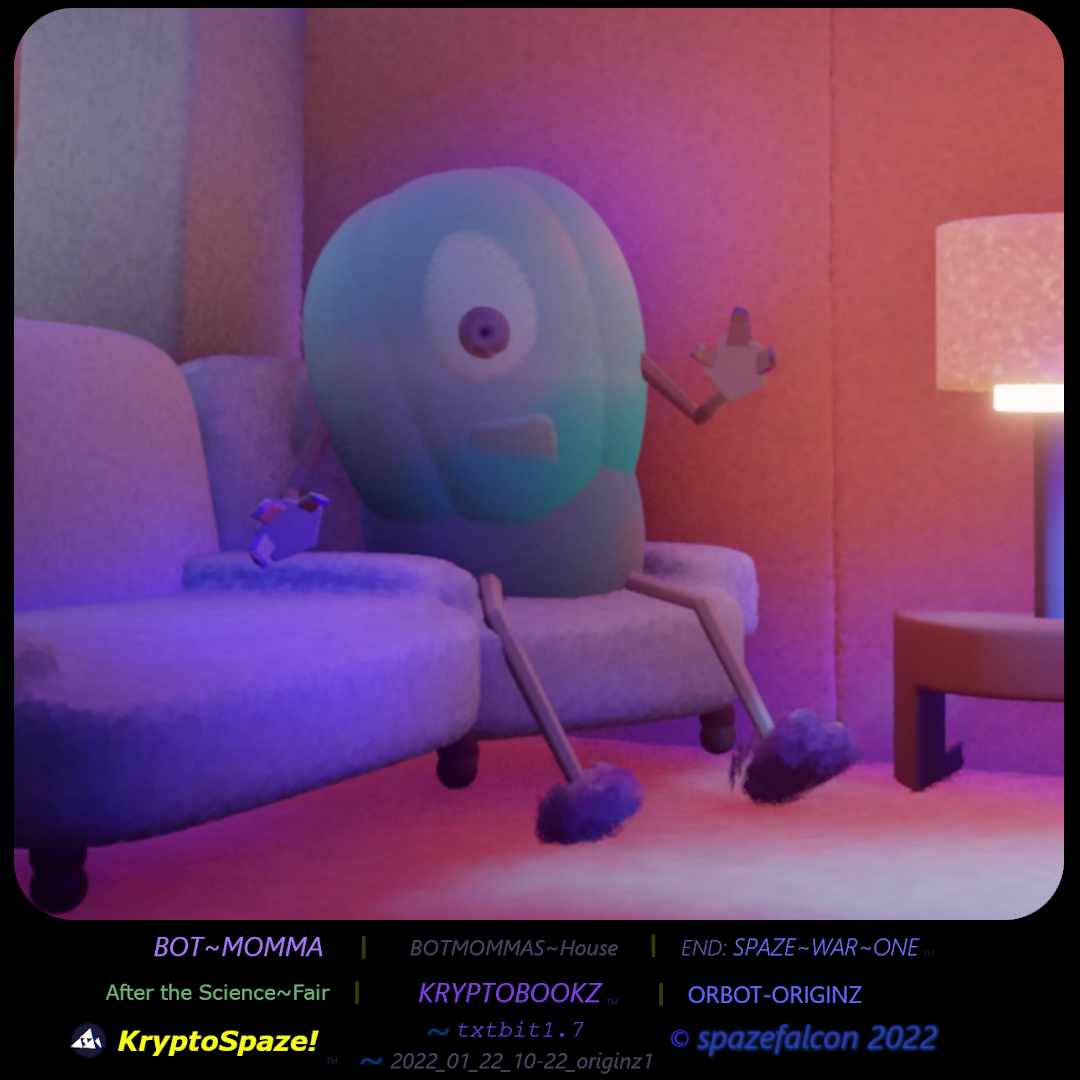 BOT~MOMMA | BOTMOMMAS~House | END: SPAZE~WAR~ONE TM
After the Science~Fair | KRYPTOBOOKZ TM | ORBOT-ORIGINZ
KryptoSpaze! TM ~ txtbit1.7 © spazefalcon 2022
~ 2022_01_22_10-22_originz1